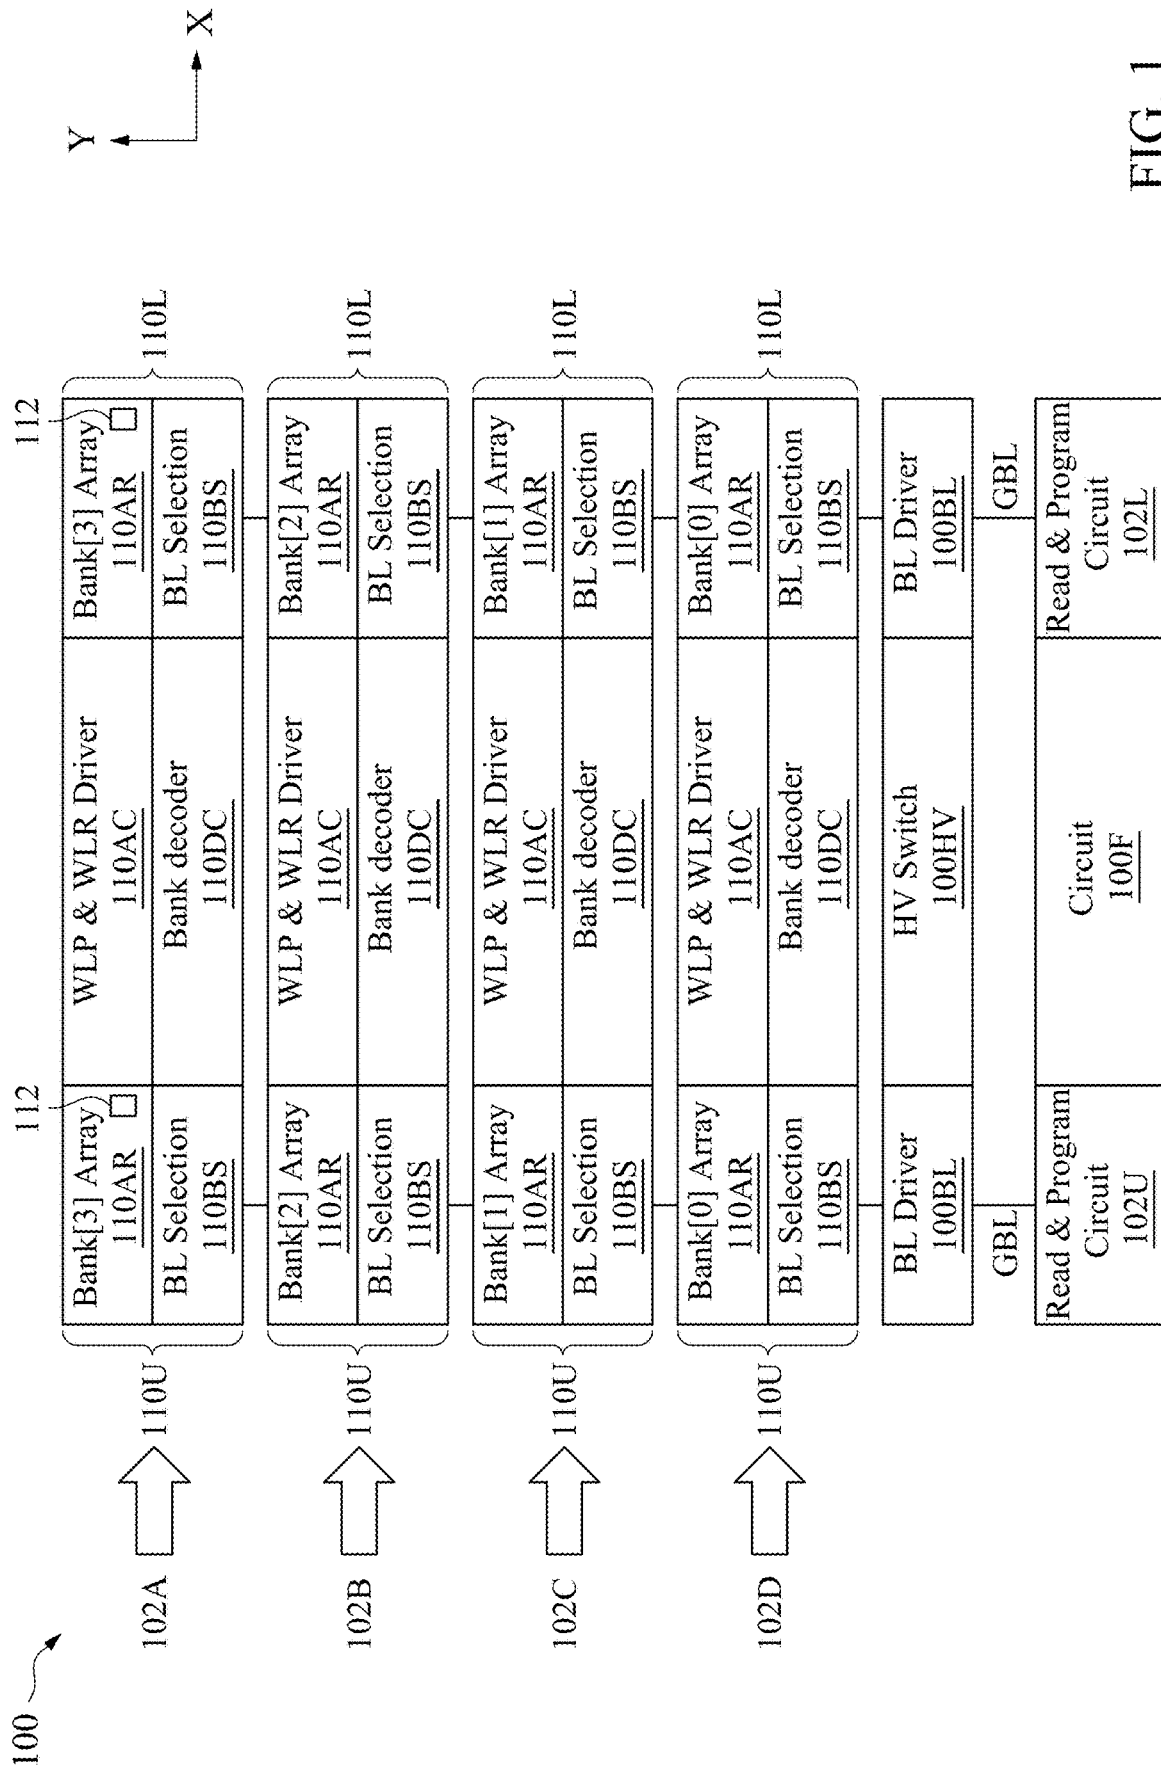 100
Y
X
112
112
102A
110U
Bank[3] Array
110AR
WLP & WLR Driver
110AC
Bank[3] Array
110AR
110L
BL Selection
110BS
Bank decoder
110DC
BL Selection
110BS
102B
110U
Bank[2] Array
110AR
WLP & WLR Driver
110AC
Bank[2] Array
110AR
110L
BL Selection
110BS
Bank decoder
110DC
BL Selection
110BS
102C
110U
Bank[1] Array
110AR
WLP & WLR Driver
110AC
Bank[1] Array
110AR
110L
BL Selection
110BS
Bank decoder
110DC
BL Selection
110BS
102D
110U
Bank[0] Array
110AR
WLP & WLR Driver
110AC
Bank[0] Array
110AR
110L
BL Selection
110BS
Bank decoder
110DC
BL Selection
110BS
BL Driver
100BL
HV Switch
100HV
BL Driver
100BL
GBL
GBL
Read & Program
Circuit
102U
Circuit
100F
Read & Program
Circuit
102L
FIG. 1